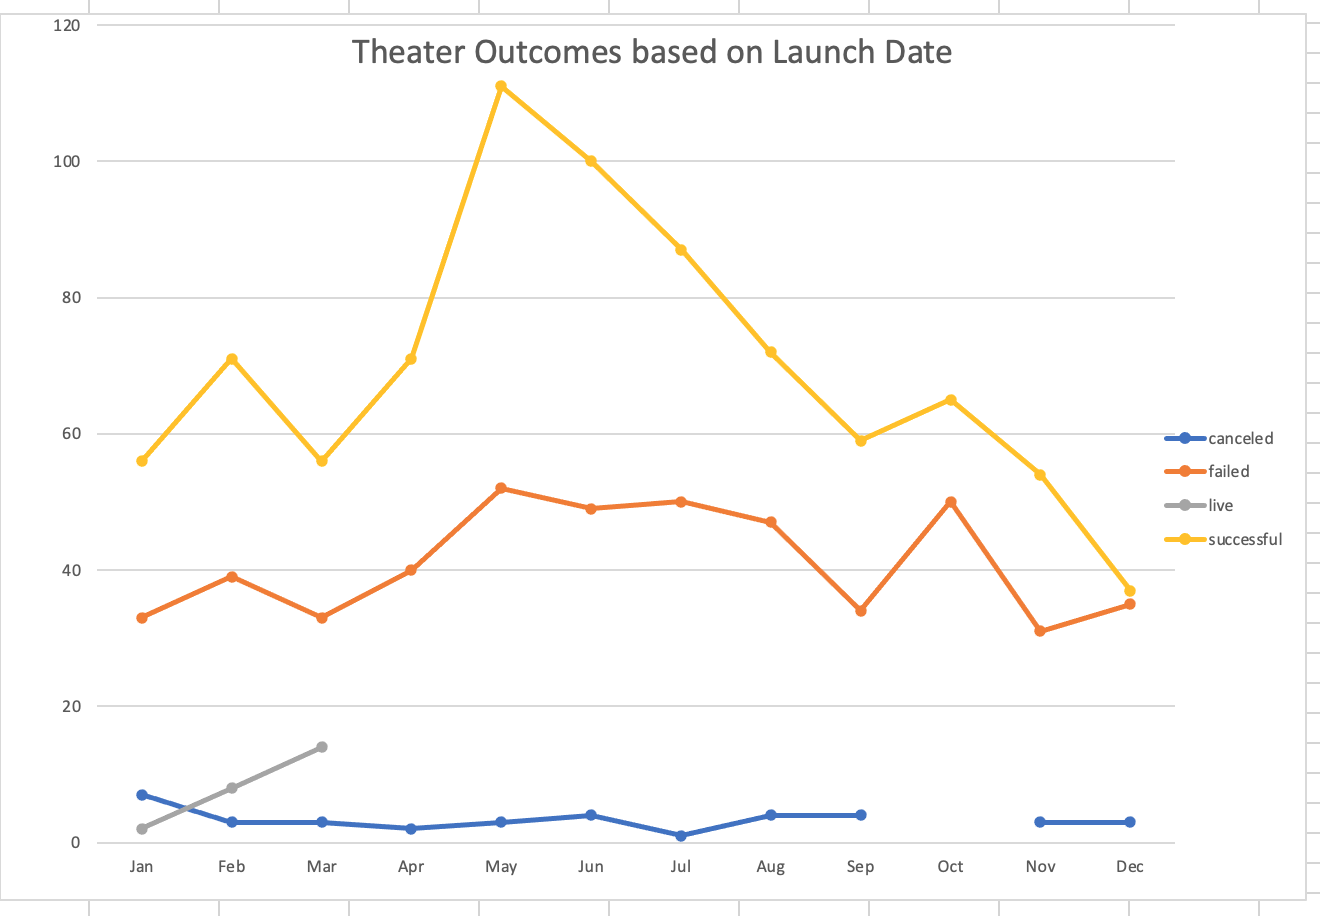 Theater Outcomes based on Launch Date
120
100
80
60
40
20
0
Jan Feb Mar Apr May Jun Jul Aug Sep Oct Nov Dec
canceled
failed
live
successful